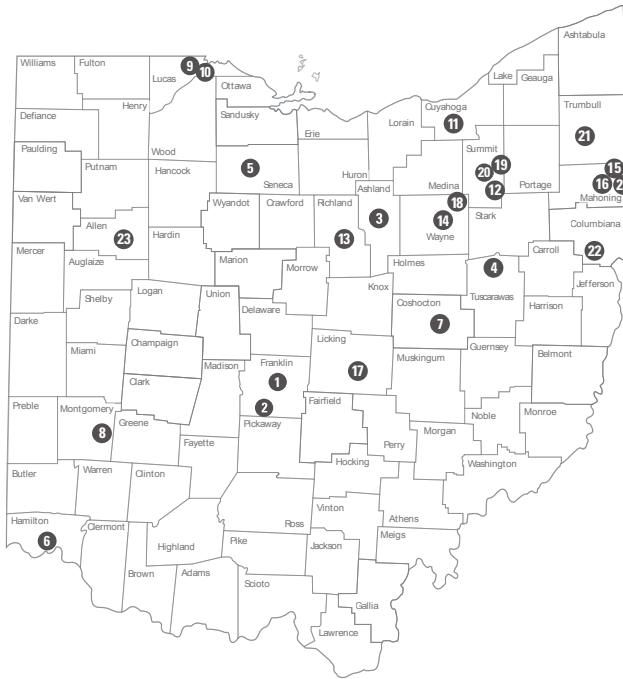 Ashtabula
Williams
Fulton
Lucas
9
10
Ottawa
Lake
Geauga
Cuyahoga
11
Trumbull
21
Defiance
Henry
Sandusky
Erie
Lorain
Summit
19
20
12
Portage
15
16
2
Mahoning
Paulding
Wood
Putnam
Hancock
5
Seneca
Huron
Ashland
3
Medina
18
14
Wayne
Stark
Columbiana
22
Van Wert
Allen
23
Wyandot
Crawford
Richland
13
Mercer
Auglaize
Hardin
Marion
Morrow
Knox
Holmes
4
Tuscarawas
Carroll
Jefferson
Harrison
Shelby
Logan
Union
Delaware
Coshocton
7
Darke
Miami
Champaign
Clark
Madison
Franklin
1
2
Licking
17
Muskingum
Guernsey
Belmont
Preble
Montgomery
8
Greene
Fayette
Pickaway
Fairfield
Perry
Morgan
Noble
Monroe
Washington
Butler
Warren
Clinton
Hocking
Hamilton
6
Clermont
Brown
Highland
Adams
Ross
Pike
Scioto
Vinton
Jackson
Athens
Meigs
Gallia
Lawrence